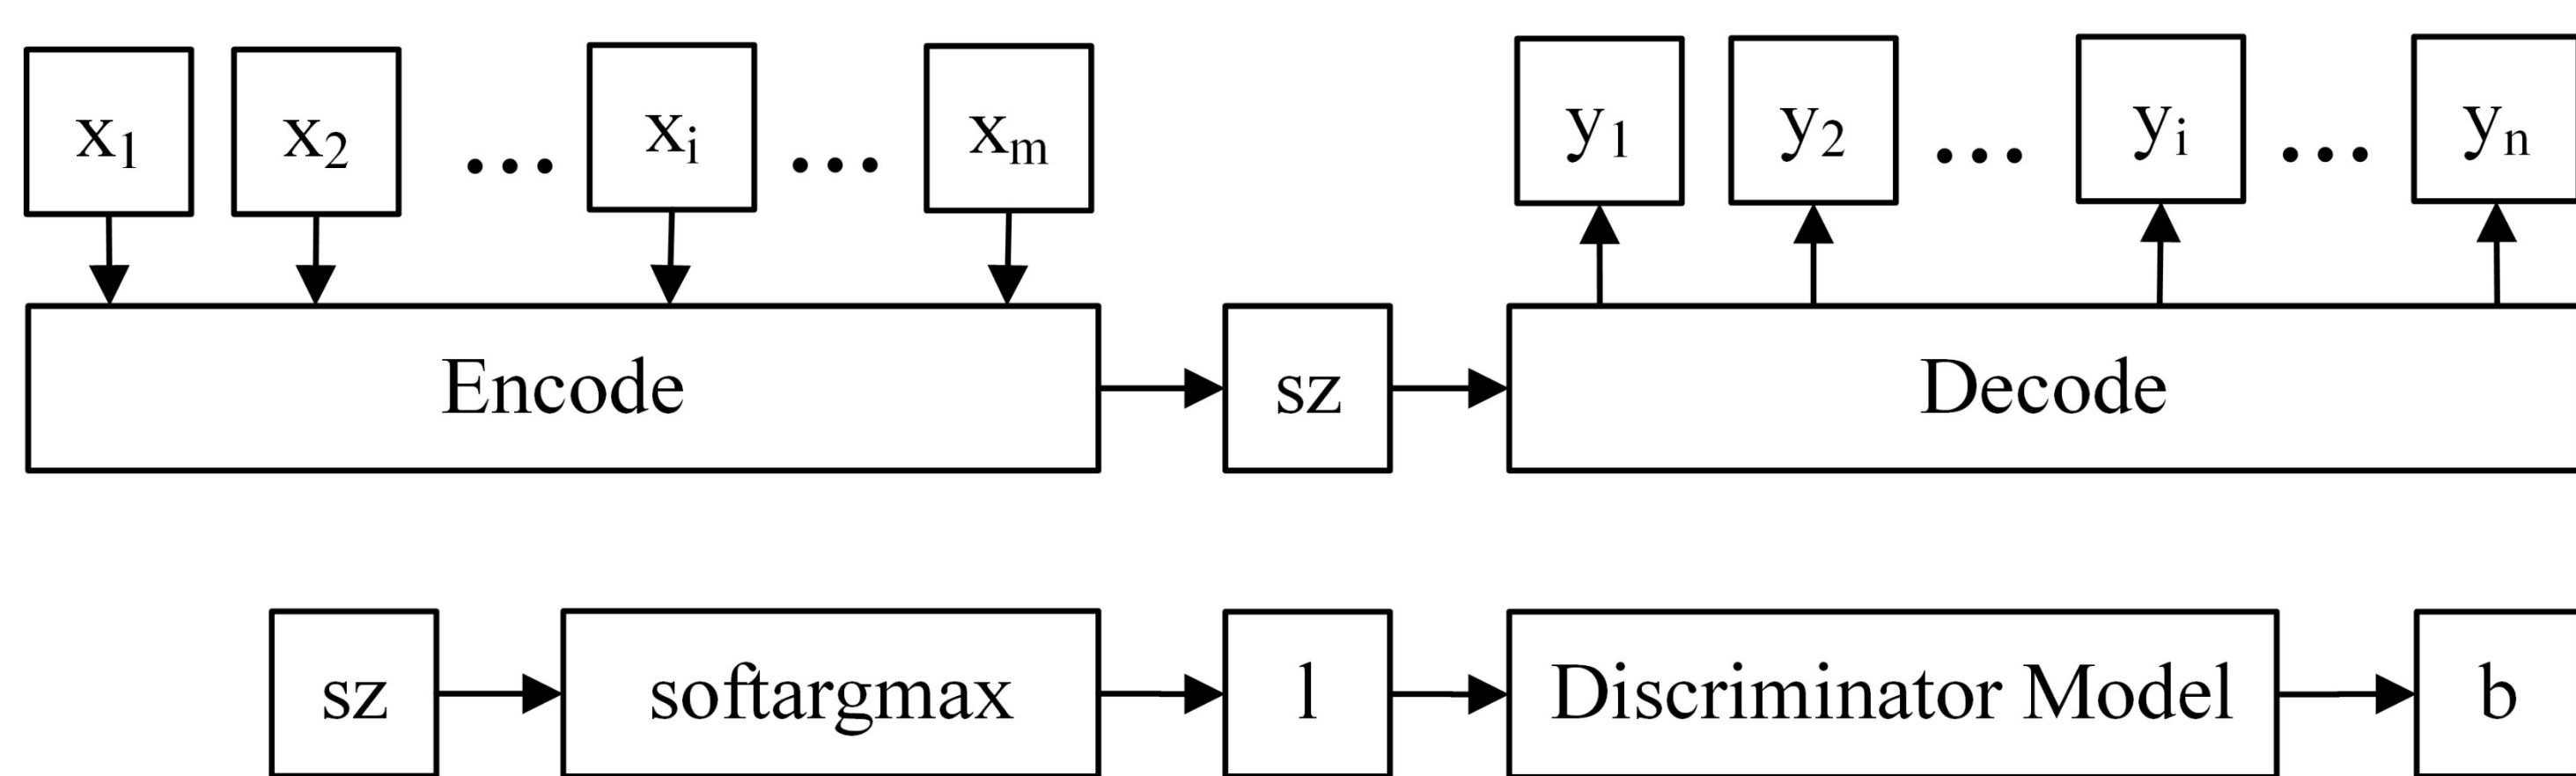 x₁ x₂ ... xᵢ ... xₘ y₁ y₂ ... yᵢ ... yₙ
Encode sz Decode
sz softargmax l Discriminator Model b